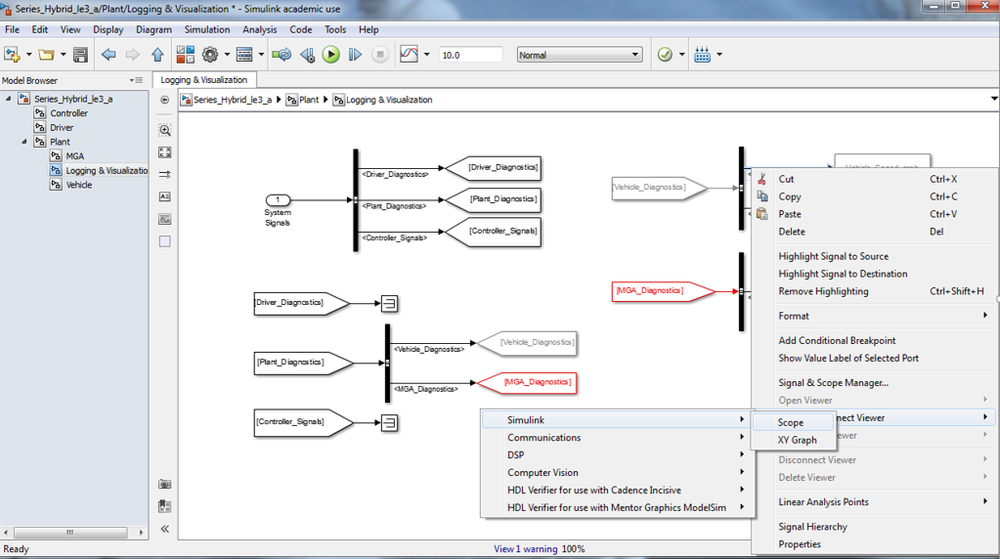 Series_Hybrid_le3_a/Plant/Logging & Visualization * - Simulink academic use
File Edit View Display Diagram Simulation Analysis Code Tools Help
10.0 Normal
Model Browser
Logging & Visualization
Series_Hybrid_le3_a
Controller
Driver
Plant
MGA
Logging & Visualizatio
Vehicle
Series_Hybrid_le3_a Plant Logging & Visualization
1
System
Signals
<Driver_Diagnostics>
[Driver_Diagnostics]
<Plant_Diagnostics>
[Plant_Diagnostics]
<Controller_Signals>
[Controller_Signals]
[Driver_Diagnostics]
[Plant_Diagnostics]
<Vehicle_Diagnostics>
[Vehicle_Diagnostics]
<MGA_Diagnostics>
[MGA_Diagnostics]
[Controller_Signals]
[Vehicle_Diagnostics]
[MGA_Diagnostics]
Cut Ctrl+X
Copy Ctrl+C
Paste Ctrl+V
Delete Del
Highlight Signal to Source
Highlight Signal to Destination
Remove Highlighting Ctrl+Shift+H
Format
Add Conditional Breakpoint
Show Value Label of Selected Port
Signal & Scope Manager...
Open Viewer
nect Viewer
ewer
Disconnect Viewer
Delete Viewer
Linear Analysis Points
Signal Hierarchy
Properties
Scope
XY Graph
Simulink
Communications
DSP
Computer Vision
HDL Verifier for use with Cadence Incisive
HDL Verifier for use with Mentor Graphics ModelSim
Ready
View 1 warning 100%